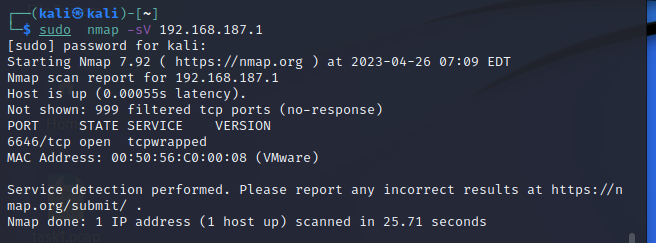 ┌──(kali㉿kali)-[~]
└─$ sudo  nmap -sV 192.168.187.1
[sudo] password for kali:
Starting Nmap 7.92 ( https://nmap.org ) at 2023-04-26 07:09 EDT
Nmap scan report for 192.168.187.1
Host is up (0.00055s latency).
Not shown: 999 filtered tcp ports (no-response)
PORT     STATE SERVICE    VERSION
6646/tcp open  tcpwrapped
MAC Address: 00:50:56:C0:00:08 (VMware)

Service detection performed. Please report any incorrect results at https://n
map.org/submit/ .
Nmap done: 1 IP address (1 host up) scanned in 25.71 seconds